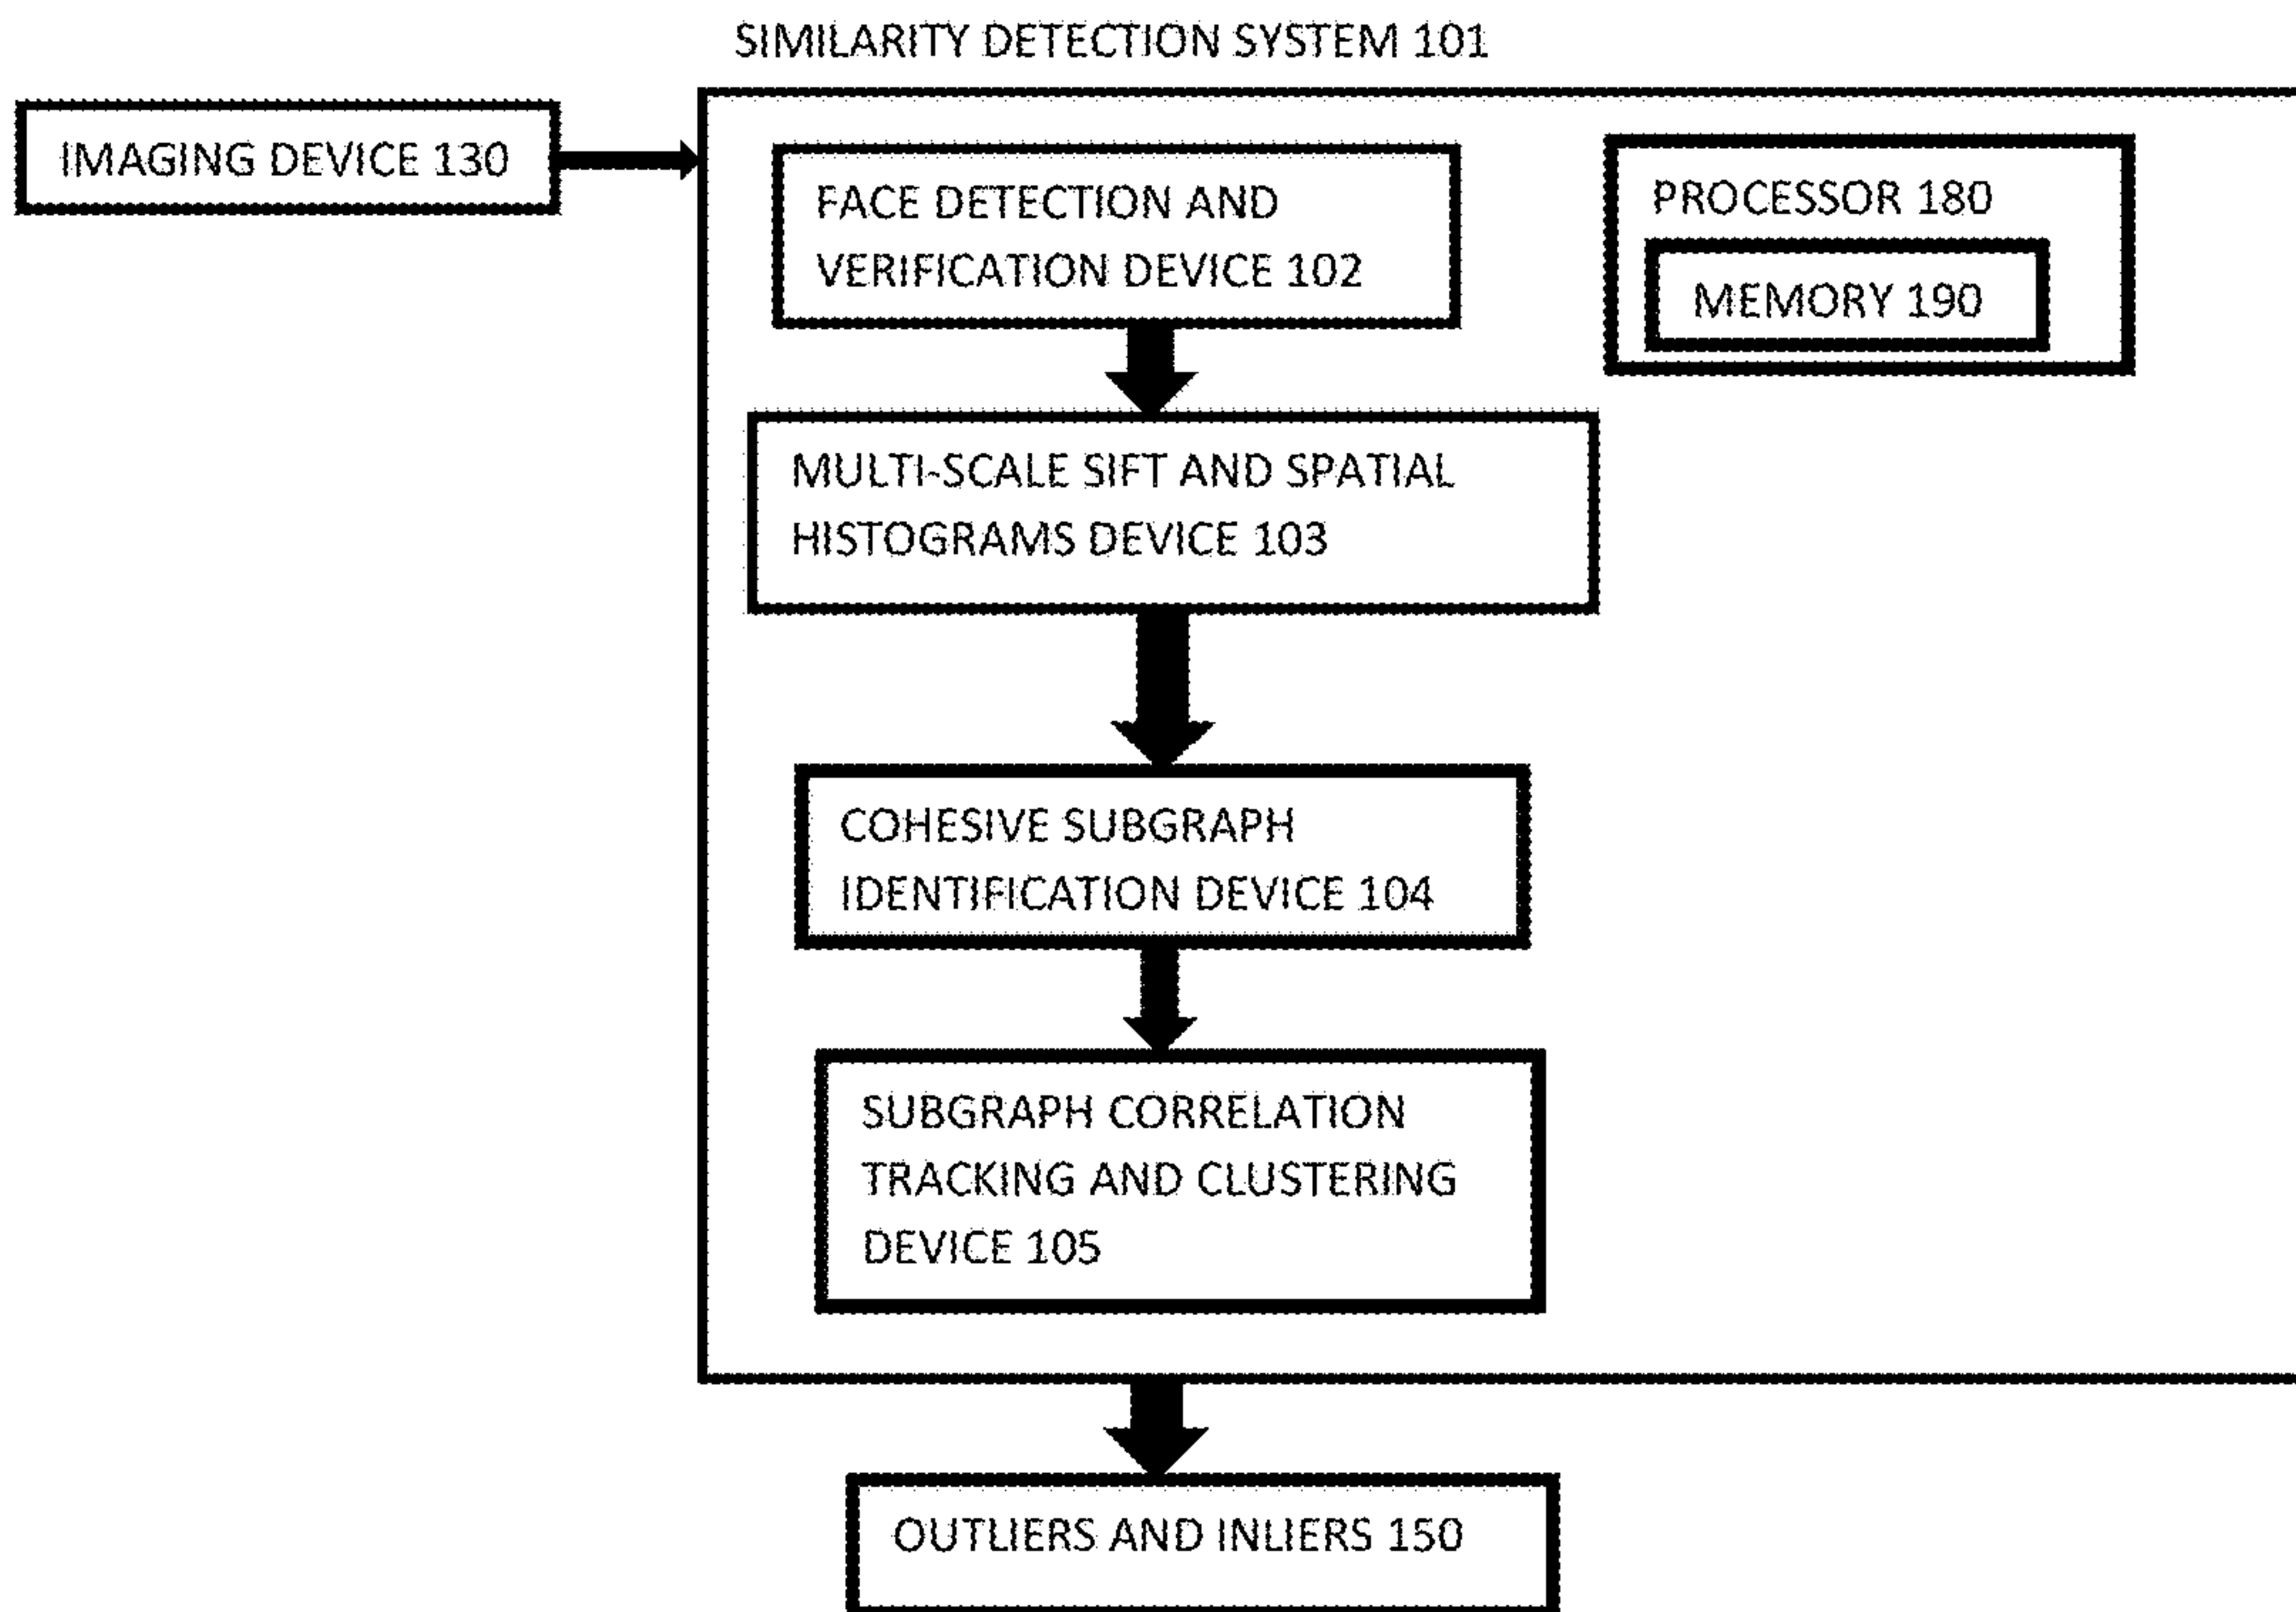 SIMILARITY DETECTION SYSTEM 101
IMAGING DEVICE 130
FACE DETECTION AND
VERIFICATION DEVICE 102
PROCESSOR 180
MEMORY 190
MULTI-SCALE SIFT AND SPATIAL
HISTOGRAMS DEVICE 103
COHESIVE SUBGRAPH
IDENTIFICATION DEVICE 104
SUBGRAPH CORRELATION
TRACKING AND CLUSTERING
DEVICE 105
OUTLIERS AND INLIERS 150